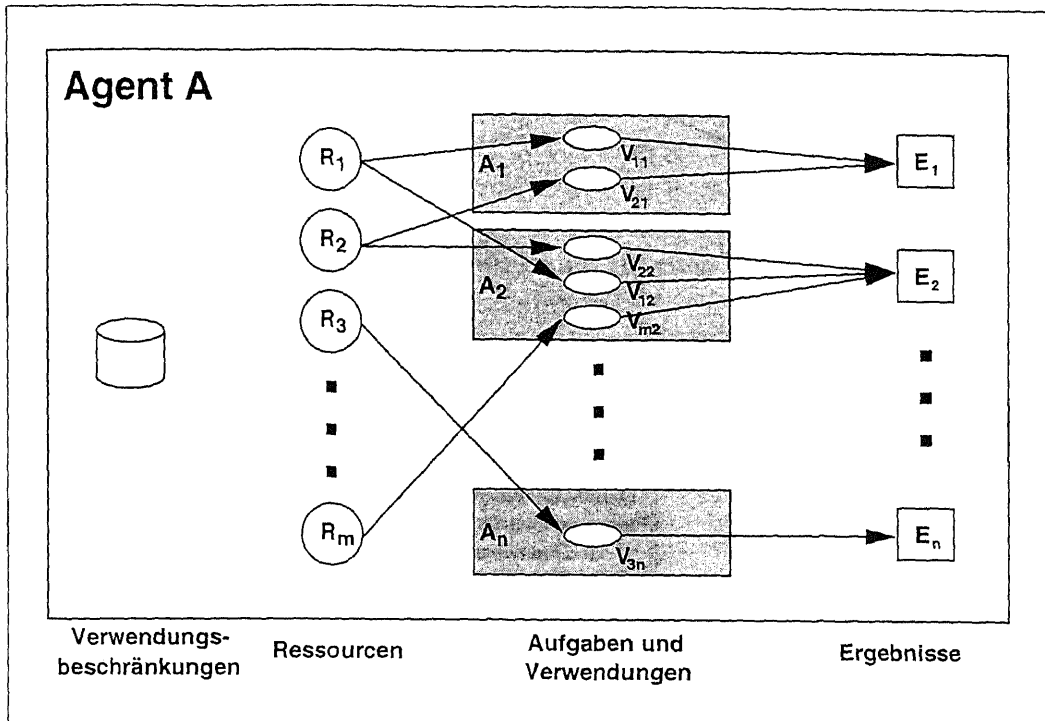 Agent A
R1
A1
V11
V21
E1
R2
A2
V22
V12
Vm2
E2
R3
Rm
An
V3n
En
Verwendungs-
beschränkungen
Ressourcen
Aufgaben und
Verwendungen
Ergebnisse